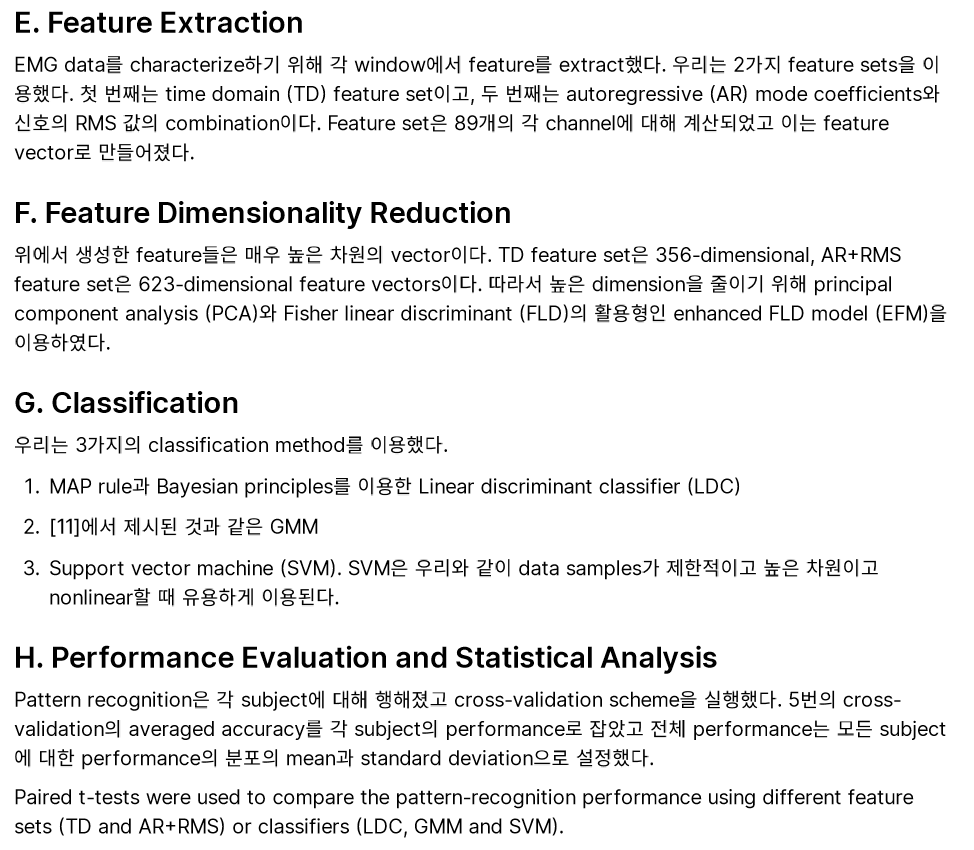 E. Feature Extraction
EMG data를 characterize하기 위해 각 window에서 feature를 extract했다. 우리는 2가지 feature sets을 이
용했다. 첫 번째는 time domain (TD) feature set이고, 두 번째는 autoregressive (AR) mode coefficients와
신호의 RMS 값의 combination이다. Feature set은 89개의 각 channel에 대해 계산되었고 이는 feature
vector로 만들어졌다.
F. Feature Dimensionality Reduction
위에서 생성한 feature들은 매우 높은 차원의 vector이다. TD feature set은 356-dimensional, AR+RMS
feature set은 623-dimensional feature vectors이다. 따라서 높은 dimension을 줄이기 위해 principal
component analysis (PCA)와 Fisher linear discriminant (FLD)의 활용형인 enhanced FLD model (EFM)을
이용하였다.
G. Classification
우리는 3가지의 classification method를 이용했다.
1. MAP rule과 Bayesian principles를 이용한 Linear discriminant classifier (LDC)
2. [11]에서 제시된 것과 같은 GMM
3. Support vector machine (SVM). SVM은 우리와 같이 data samples가 제한적이고 높은 차원이고
nonlinear할 때 유용하게 이용된다.
H. Performance Evaluation and Statistical Analysis
Pattern recognition은 각 subject에 대해 행해졌고 cross-validation scheme을 실행했다. 5번의 cross-
validation의 averaged accuracy를 각 subject의 performance로 잡았고 전체 performance는 모든 subject
에 대한 performance의 분포의 mean과 standard deviation으로 설정했다.
Paired t-tests were used to compare the pattern-recognition performance using different feature
sets (TD and AR+RMS) or classifiers (LDC, GMM and SVM).